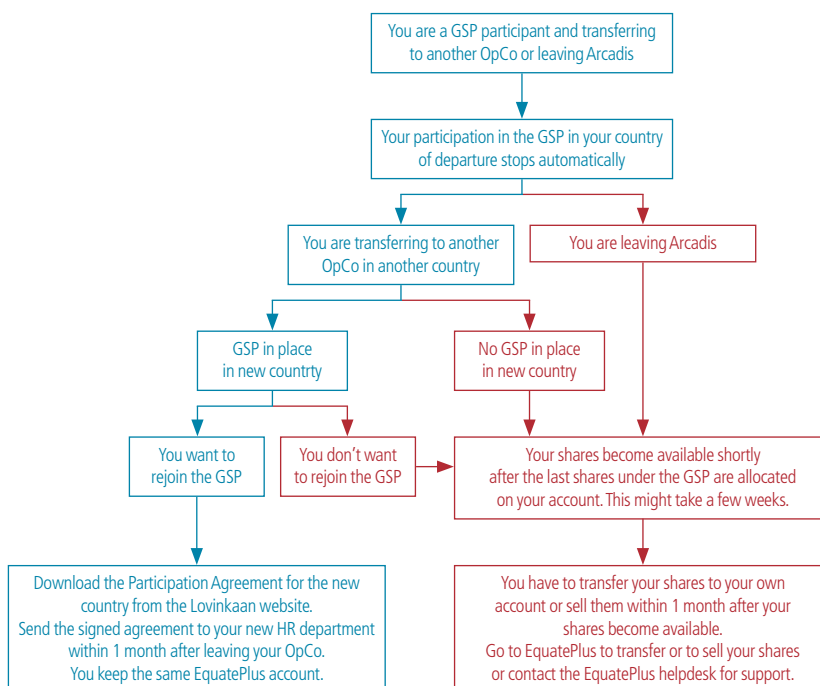 You are a GSP participant and transferring
to another OpCo or leaving Arcadis
Your participation in the GSP in your country
of departure stops automatically
You are transferring to another
OpCo in another country
You are leaving Arcadis
GSP in place
in new countrty
No GSP in place
in new country
You want to
rejoin the GSP
You don't want
to rejoin the GSP
Your shares become available shortly
after the last shares under the GSP are allocated
on your account. This might take a few weeks.
Download the Participation Agreement for the new
country from the Lovinkaan website.
Send the signed agreement to your new HR department
within 1 month after leaving your OpCo.
You keep the same EquatePlus account.
You have to transfer your shares to your own
account or sell them within 1 month after your
shares become available.
Go to EquatePlus to transfer or to sell your shares
or contact the EquatePlus helpdesk for support.